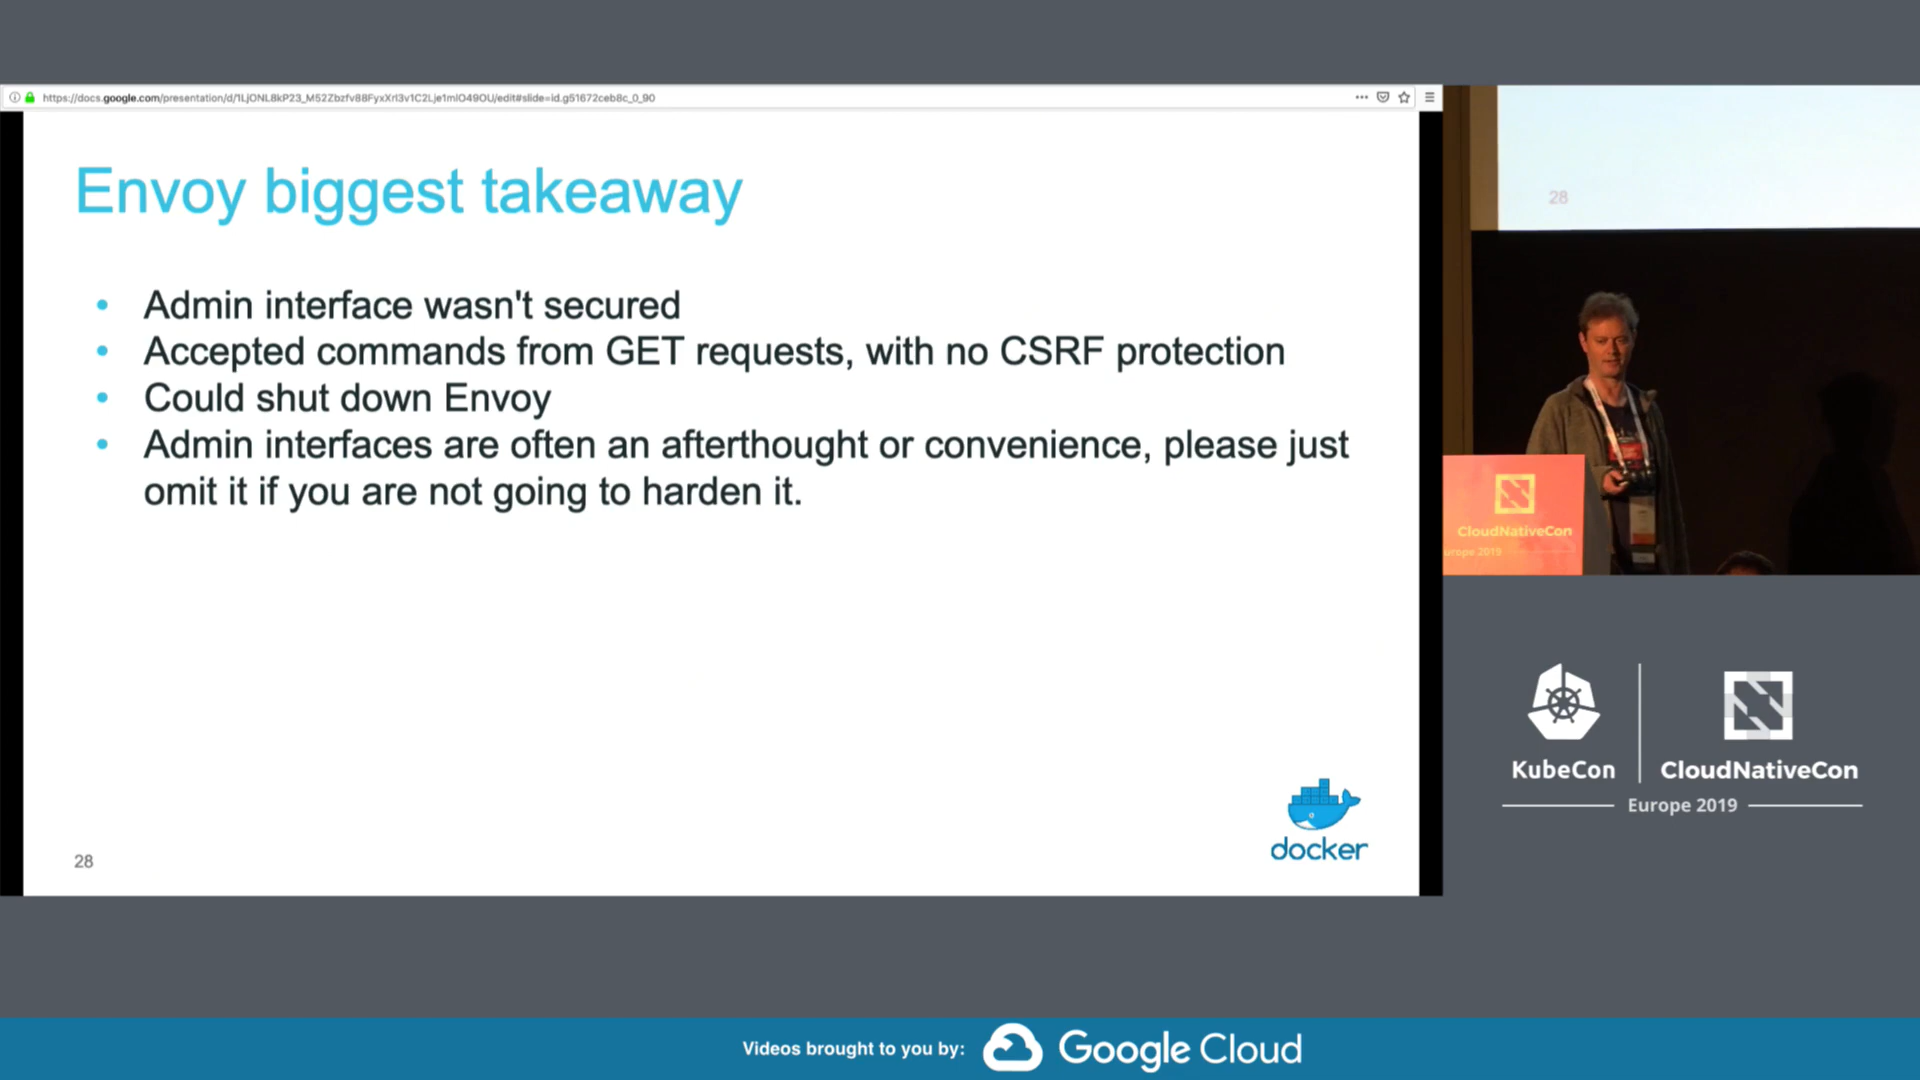 https://docs.google.com/presentation/d/1LjONL8kP23_M52Zbzfv88FyxXrI3v1C2Lje1mIO49OU/edit#slide=id.g51672ceb8c_0_90
Envoy biggest takeaway
• Admin interface wasn't secured
• Accepted commands from GET requests, with no CSRF protection
• Could shut down Envoy
• Admin interfaces are often an afterthought or convenience, please just
omit it if you are not going to harden it.
docker
28
28
CloudNativeCon
urope 2019
KubeCon
CloudNativeCon
Europe 2019
Videos brought to you by:
Google Cloud